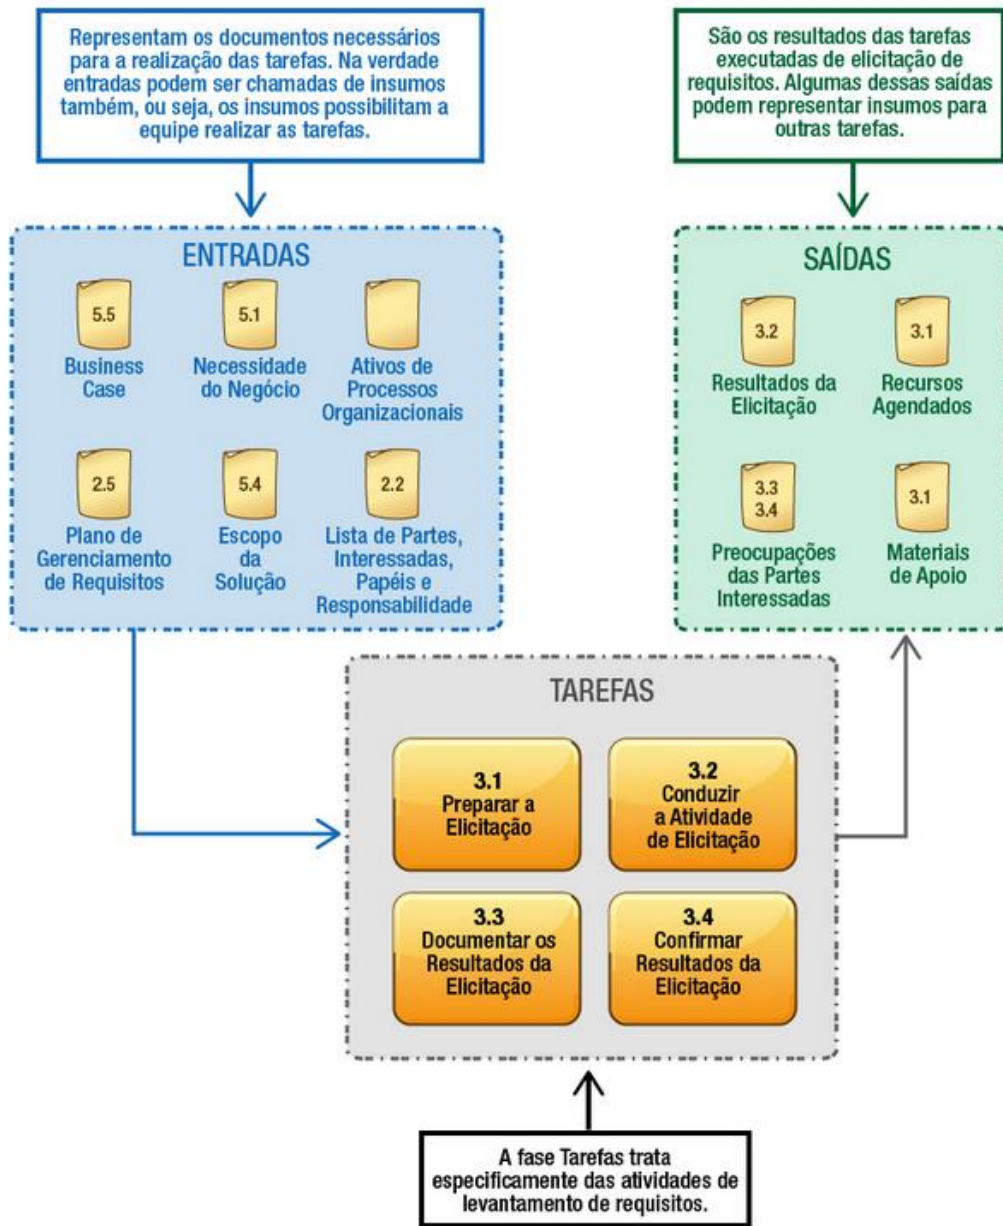 Representam os documentos necessários
para a realização das tarefas. Na verdade
entradas podem ser chamadas de insumos
também, ou seja, os insumos possibilitam a
equipe realizar as tarefas.
São os resultados das tarefas
executadas de elicitação de
requisitos. Algumas dessas saídas
podem representar insumos para
outras tarefas.
ENTRADAS
5.5
Business
Case
5.1
Necessidade
do Negócio
Ativos de
Processos
Organizacionais
2.5
Plano de
Gerenciamento
de Requisitos
5.4
Escopo
da
Solução
2.2
Lista de Partes,
Interessadas,
Papéis e
Responsabilidade
SAÍDAS
3.2
Resultados da
Elicitação
3.1
Recursos
Agendados
3.3
3.4
Preocupações
das Partes
Interessadas
3.1
Materiais
de Apoio
TAREFAS
3.1
Preparar a
Elicitação
3.2
Conduzir
a Atividade
de Elicitação
3.3
Documentar os
Resultados da
Elicitação
3.4
Confirmar
Resultados da
Elicitação
A fase Tarefas trata
especificamente das atividades de
levantamento de requisitos.